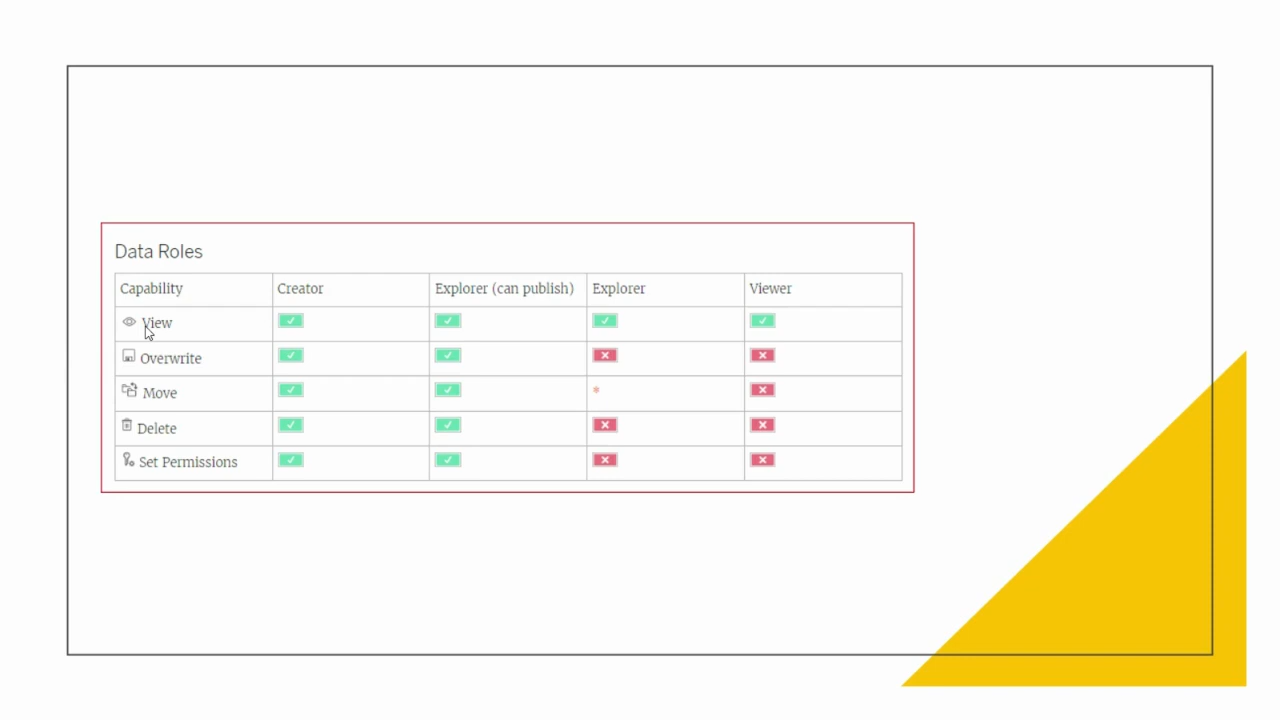 Data Roles
Capability Creator Explorer (can publish) Explorer Viewer
View
Overwrite
Move *
Delete
Set Permissions